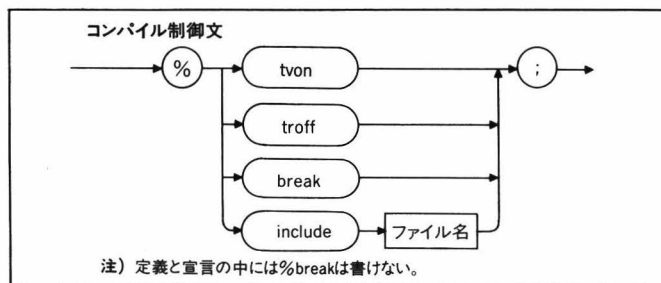 コンパイル制御文
%
tvon
;
troff
break
include
ファイル名
注) 定義と宣言の中には%breakは書けない。